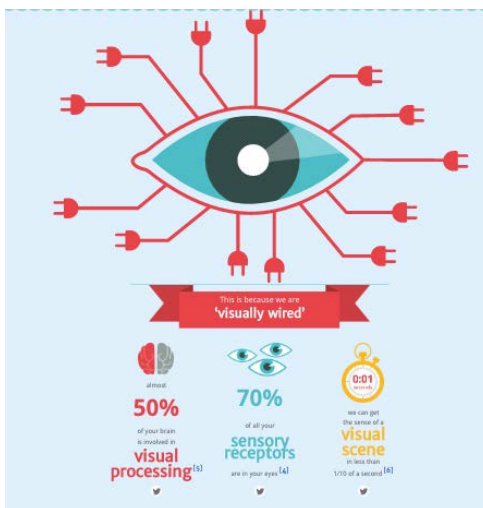 This is because we are
‘visually wired’
almost
50%
of your brain
is involved in
visual
processing [5]
70%
of all your
sensory
receptors
are in your eyes [4]
0:01
seconds
we can get
the sense of a
visual
scene
in less than
1/10 of a second [6]